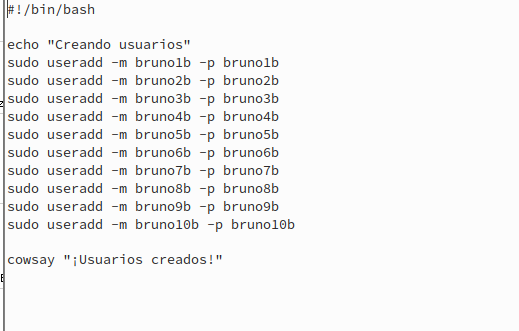 #!/bin/bash
echo "Creando usuarios"
sudo useradd -m bruno1b -p bruno1b
sudo useradd -m bruno2b -p bruno2b
sudo useradd -m bruno3b -p bruno3b
sudo useradd -m bruno4b -p bruno4b
sudo useradd -m bruno5b -p bruno5b
sudo useradd -m bruno6b -p bruno6b
sudo useradd -m bruno7b -p bruno7b
sudo useradd -m bruno8b -p bruno8b
sudo useradd -m bruno9b -p bruno9b
sudo useradd -m bruno10b -p bruno10b
cowsay "¡Usuarios creados!"